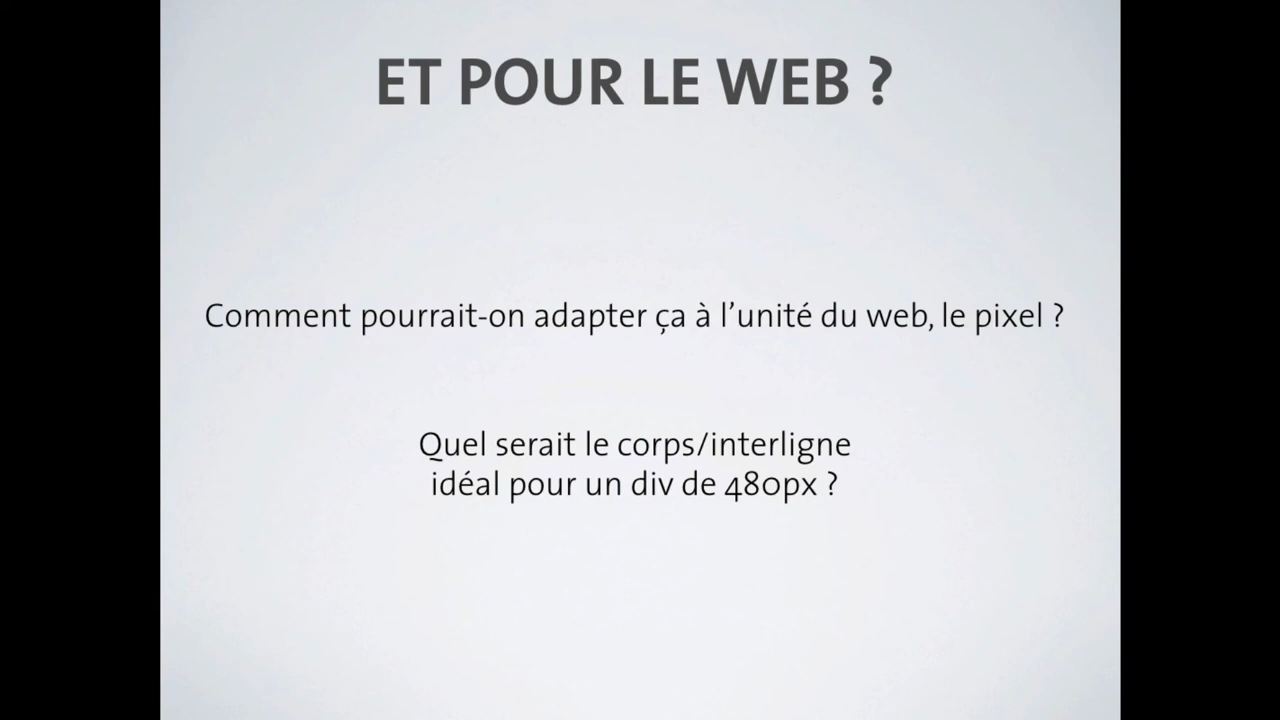 ET POUR LE WEB ?
Comment pourrait-on adapter ça à l’unité du web, le pixel ?
Quel serait le corps/interligne
idéal pour un div de 480px ?